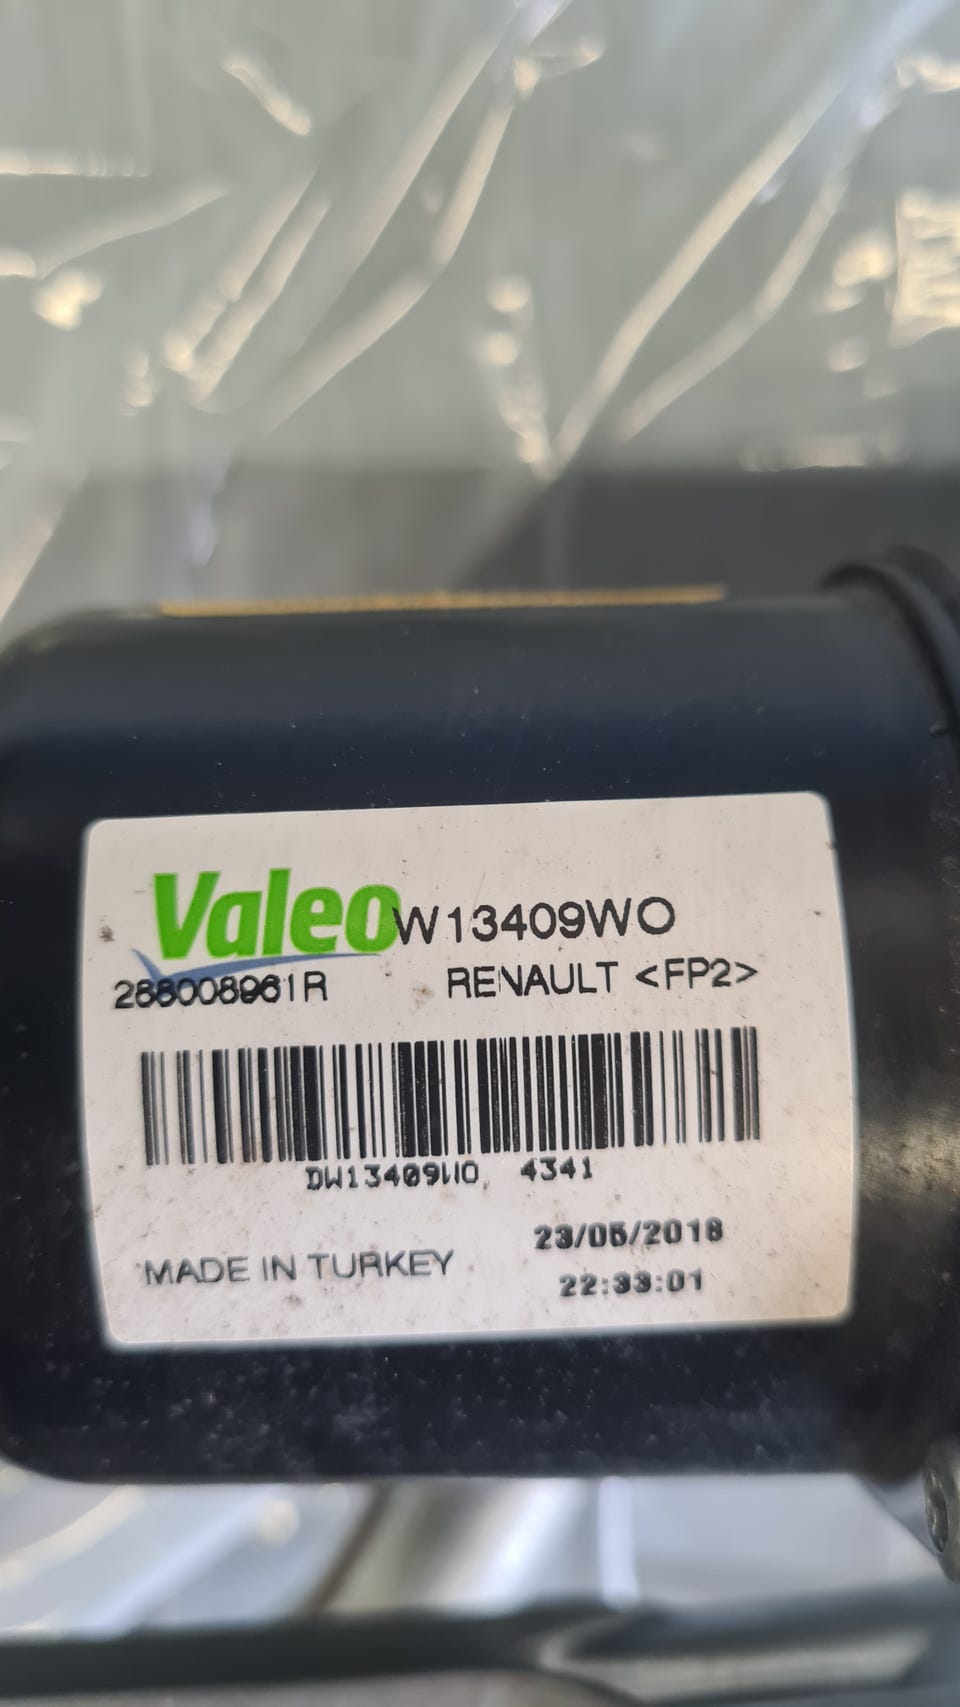 Valeo W13409WO
288008961R RENAULT <FP2>
DW13409WO 4341
MADE IN TURKEY
23/05/2018
22:33:01